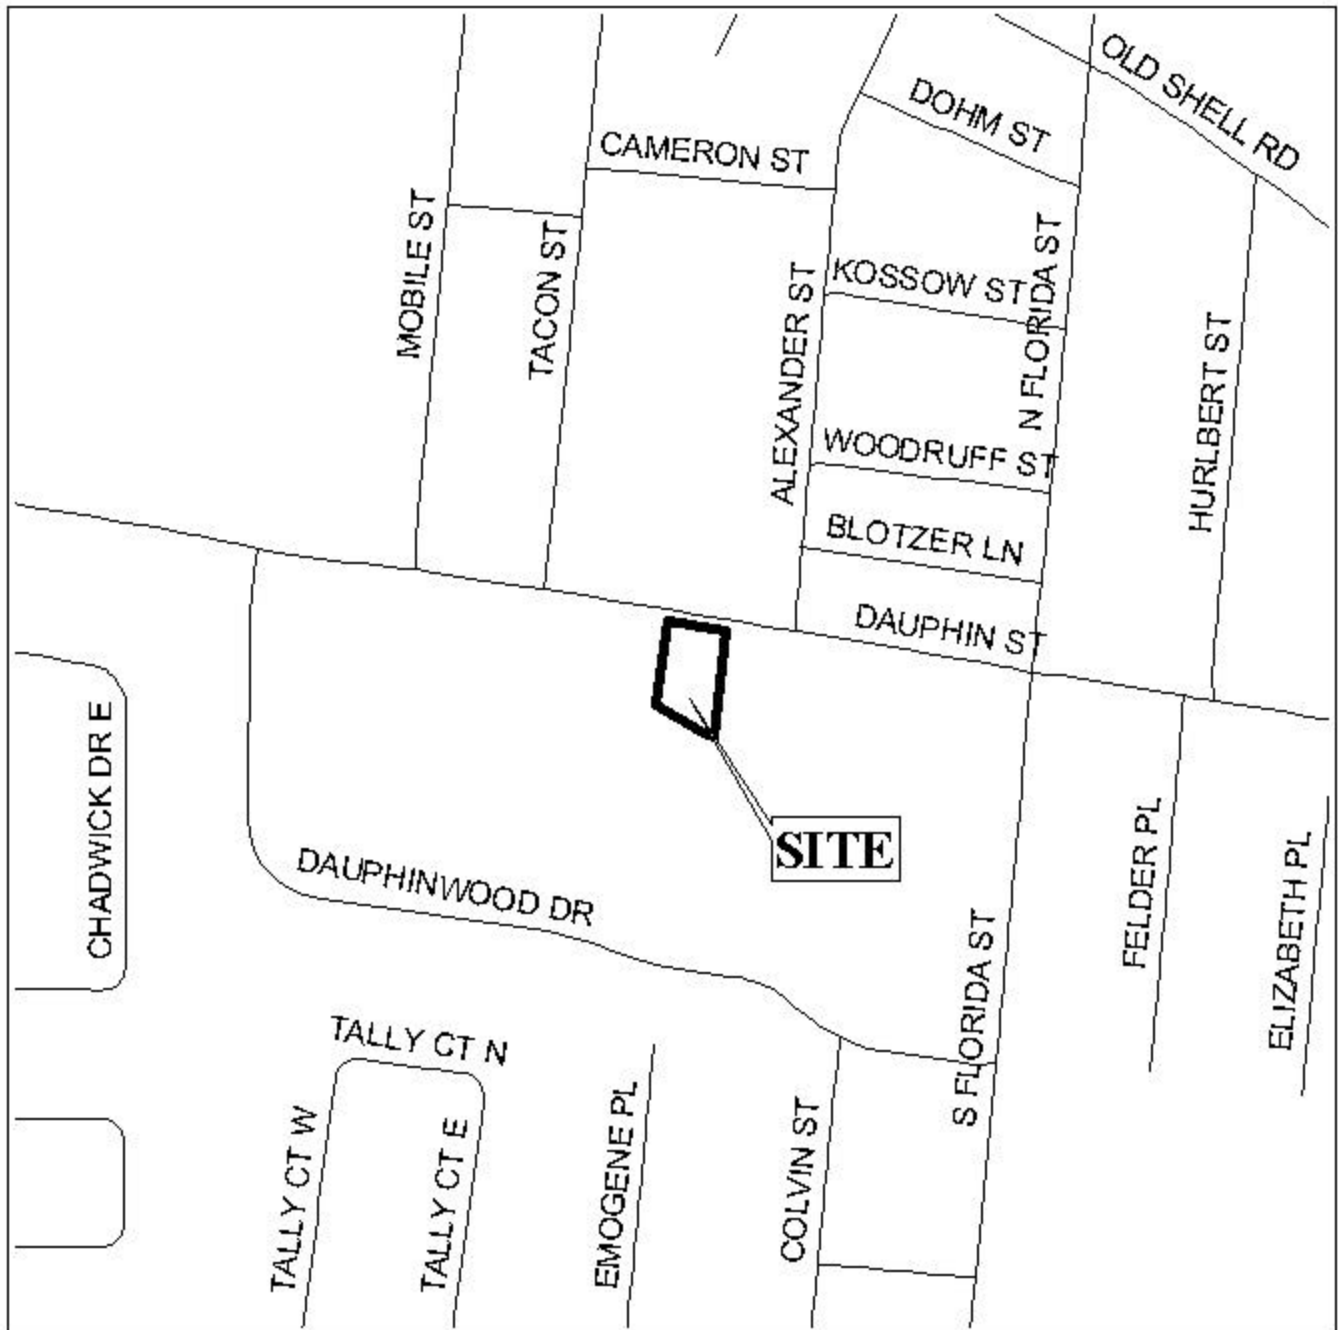 OLD SHELL RD
DOHM ST
CAMERON ST
MOBILE ST
TACON ST
KOSSOW ST
N FLORIDA ST
ALEXANDER ST
HURLBERT ST
WOODRUFF ST
BLOTZER LN
DAUPHIN ST
CHADWICK DR E
SITE
FELDER PL
ELIZABETH PL
DAUPHINWOOD DR
S FLORIDA ST
TALLY CT N
TALLY CT W
TALLY CT E
EMOGENE PL
COLVIN ST